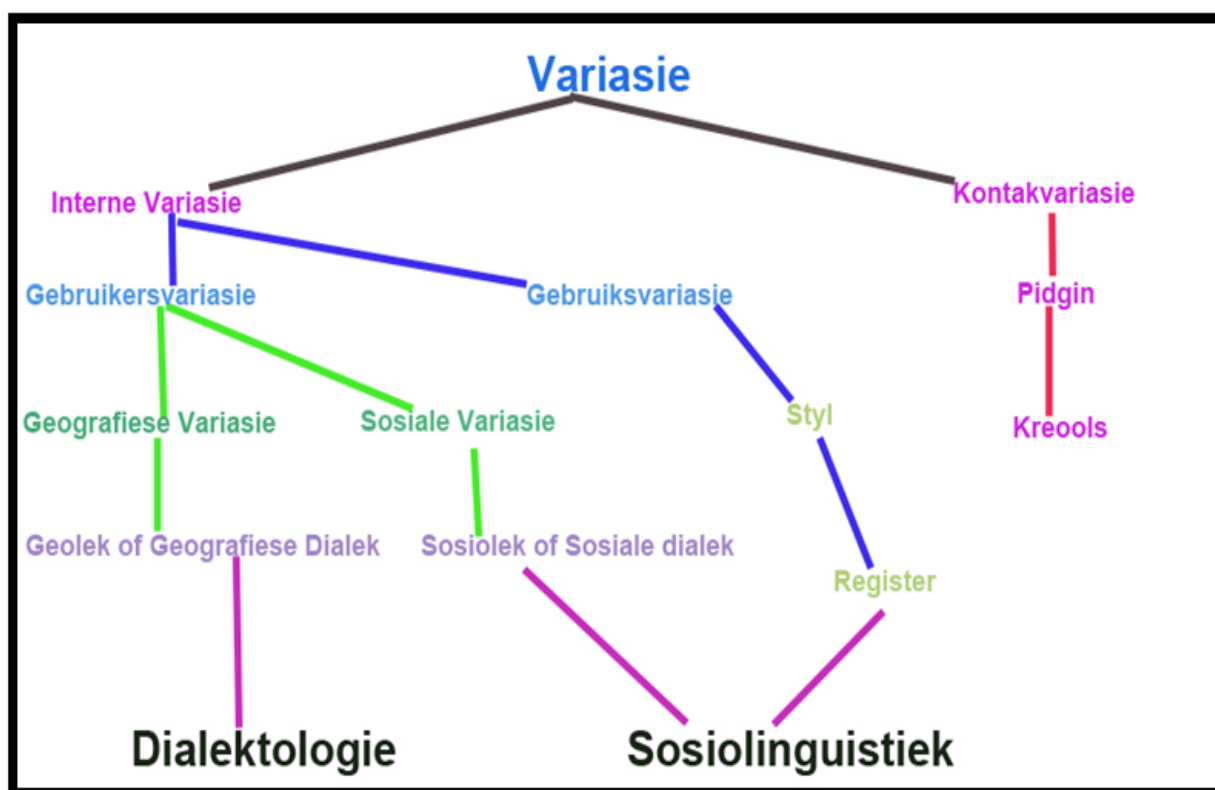 Variasie
Interne Variasie
Kontakvariasie
Gebruikersvariasie
Gebruiksvariasie
Pidgin
Geografiese Variasie
Sosiale Variasie
Styl
Kreools
Geolek of Geografiese Dialek
Sosiolek of Sosiale dialek
Register
Dialektologie
Sosiolinguistiek